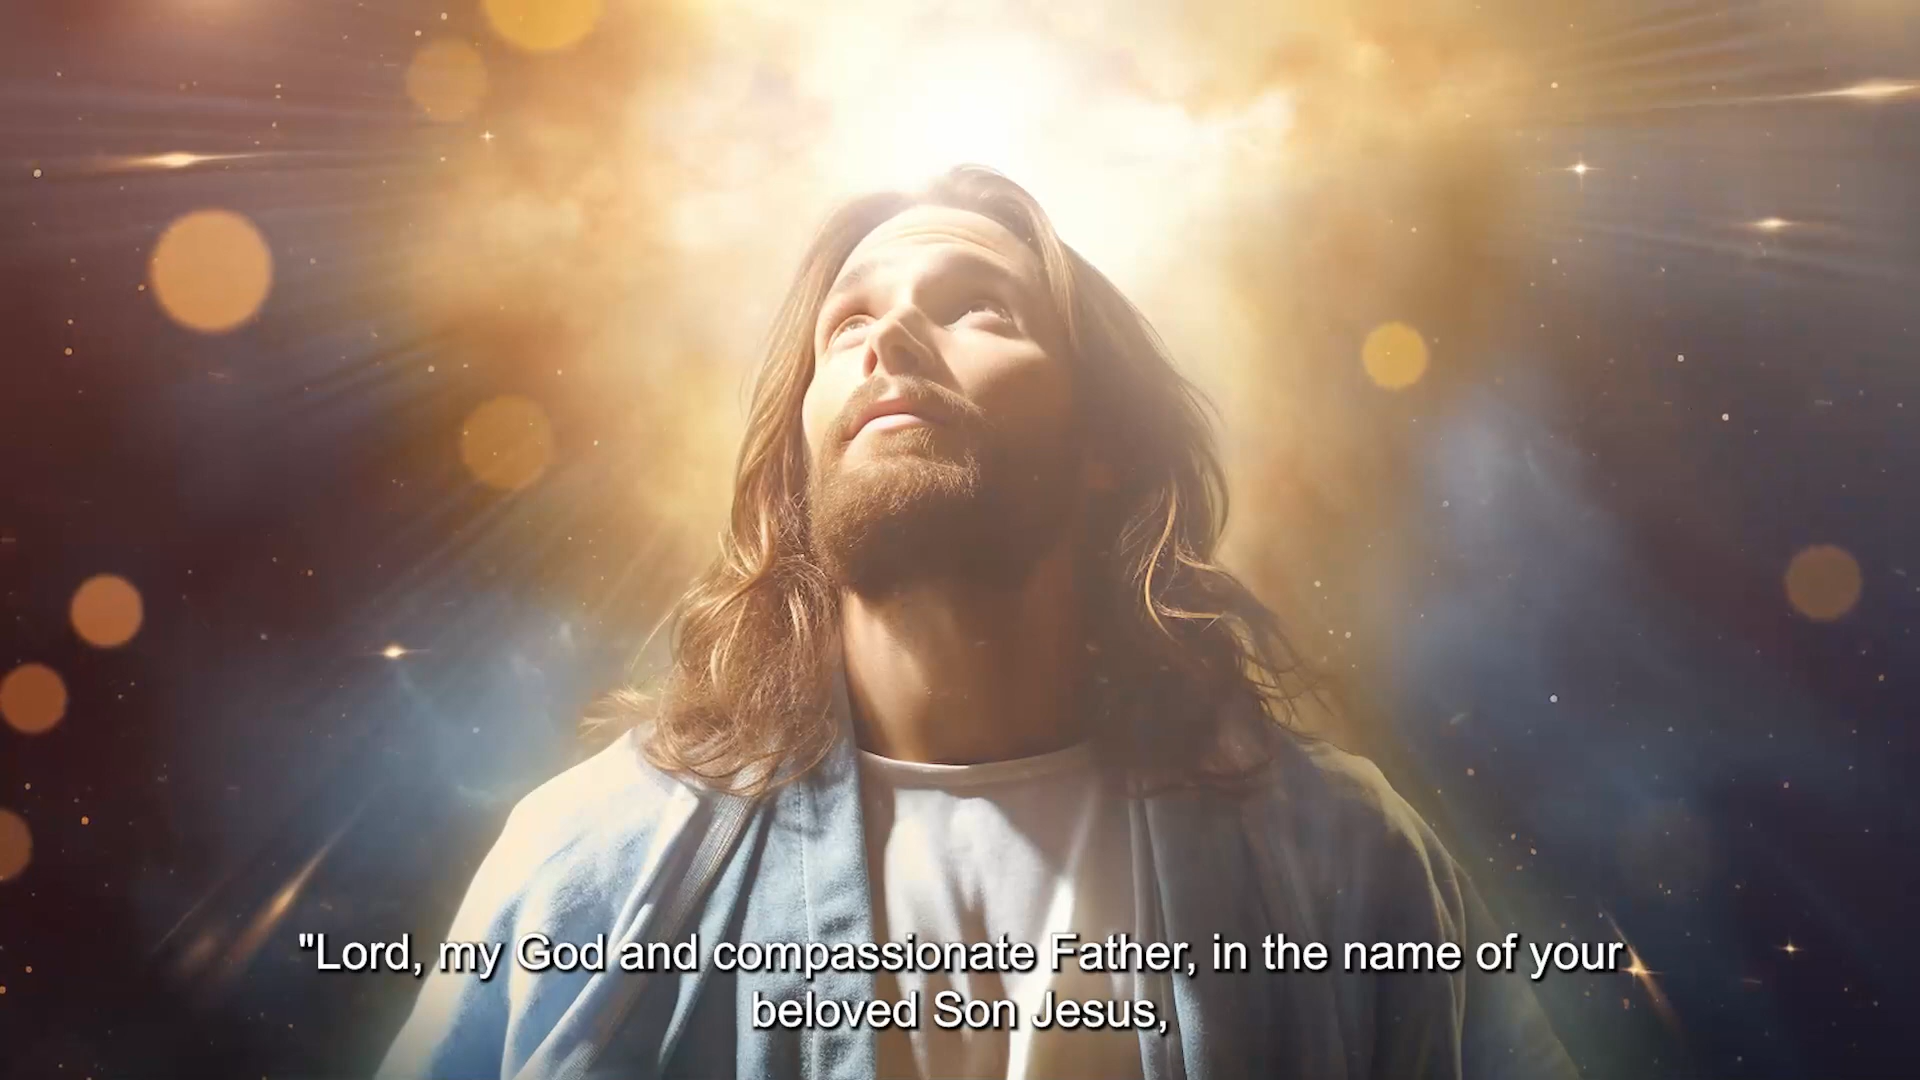 "Lord, my God and compassionate Father, in the name of your
beloved Son Jesus,